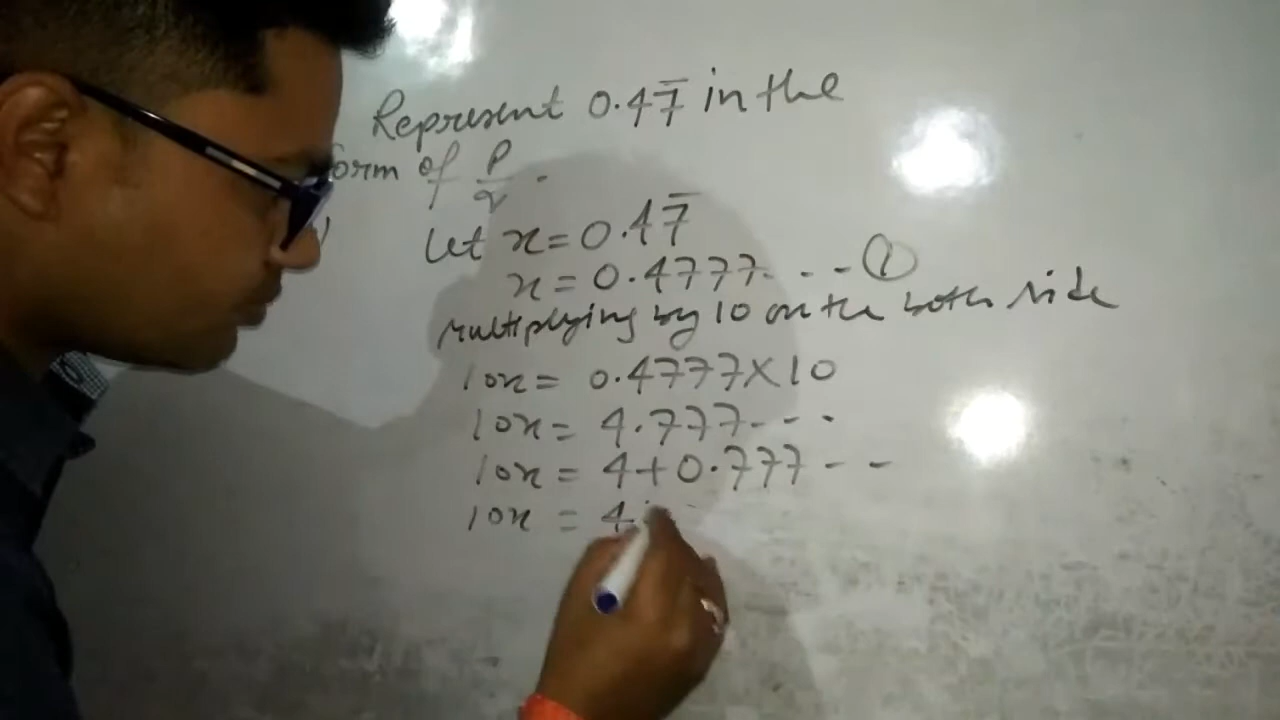 Represent 0.47̅ in the
form of p/q.
Let x = 0.47̅
x = 0.4777. . . - ①
Multiplying by 10 on the both side
10x = 0.4777 × 10
10x = 4.777- - -
10x = 4 + 0.777 - -
10x = 4